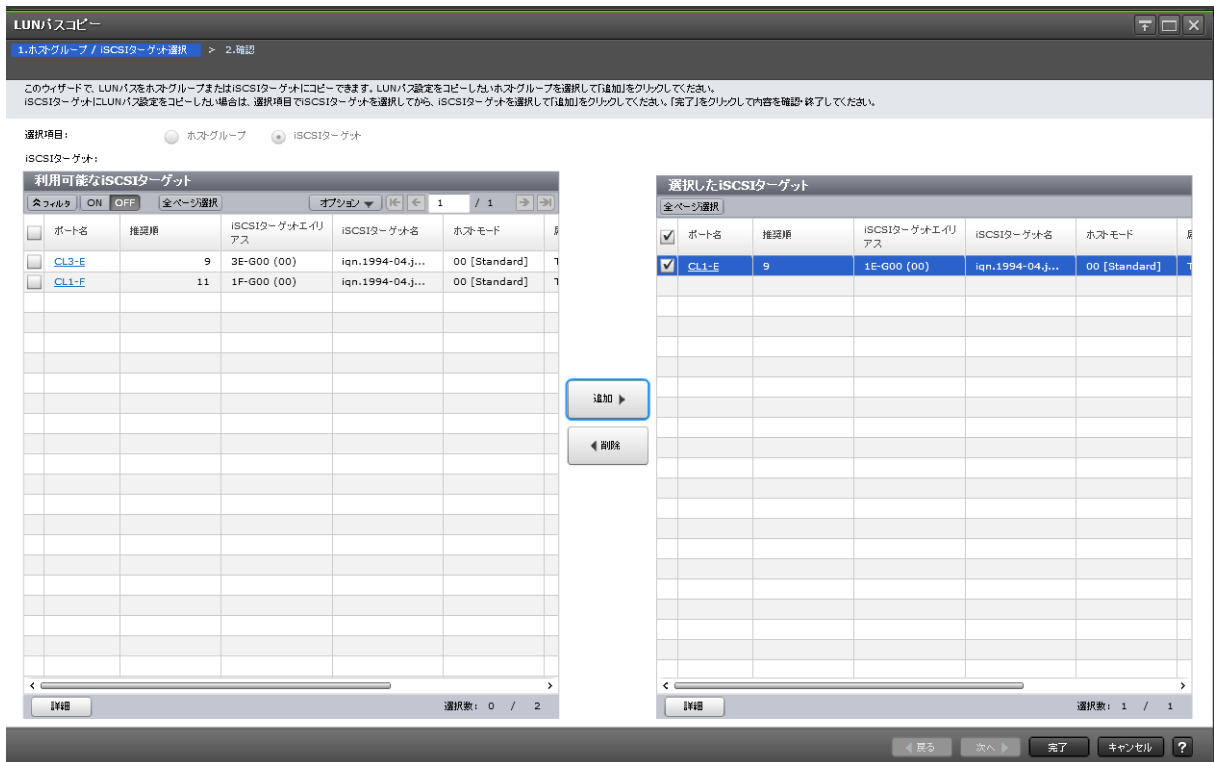 LUNパスコピー
1.ホストグループ / iSCSIターゲット選択 > 2.確認
このウィザードで、LUNパスをホストグループまたはiSCSIターゲットにコピーできます。LUNパス設定をコピーしたいホストグループを選択して「追加」をクリックしてください。
iSCSIターゲットにLUNパス設定をコピーしたい場合は、選択項目でiSCSIターゲットを選択してから、iSCSIターゲットを選択して「追加」をクリックしてください。「完了」をクリックして内容を確認・終了してください。
選択項目: ホストグループ iSCSIターゲット
iSCSIターゲット:
利用可能なiSCSIターゲット
フィルタ ON OFF 全ページ選択 オプション 1 / 1
ポート名 推奨順 iSCSIターゲットエイリアス iSCSIターゲット名 ホストモード
CL3-E 9 3E-G00 (00) iqn.1994-04.j... 00 [Standard]
CL1-F 11 1F-G00 (00) iqn.1994-04.j... 00 [Standard]
詳細 選択数: 0 / 2
追加
削除
選択したiSCSIターゲット
全ページ選択
ポート名 推奨順 iSCSIターゲットエイリアス iSCSIターゲット名 ホストモード
CL1-E 9 1E-G00 (00) iqn.1994-04.j... 00 [Standard]
詳細 選択数: 1 / 1
戻る 次へ 完了 キャンセル ?